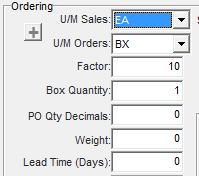 Ordering
U/M Sales: EA
U/M Orders: BX
Factor: 10
Box Quantity: 1
PO Qty Decimals: 0
Weight: 0
Lead Time (Days): 0